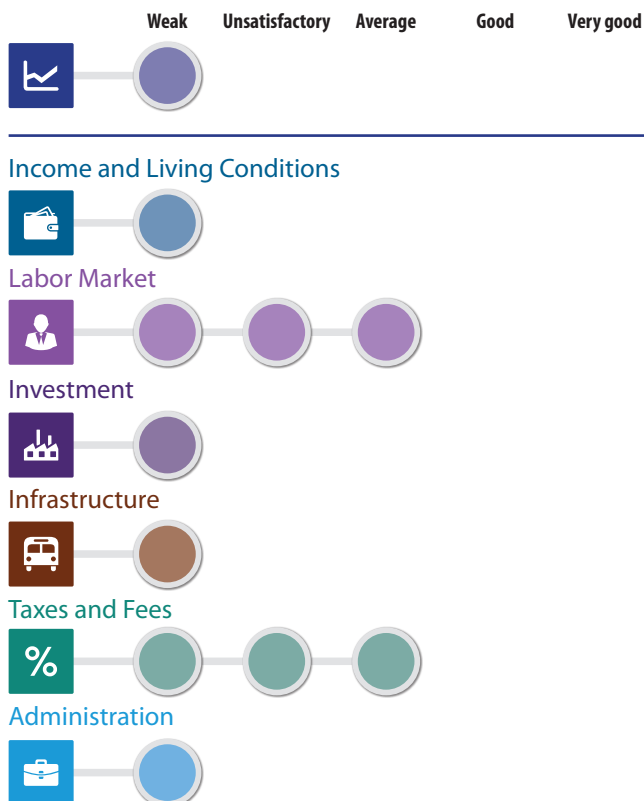 Weak Unsatisfactory Average Good Very good
Income and Living Conditions
Labor Market
Investment
Infrastructure
Taxes and Fees
%
Administration